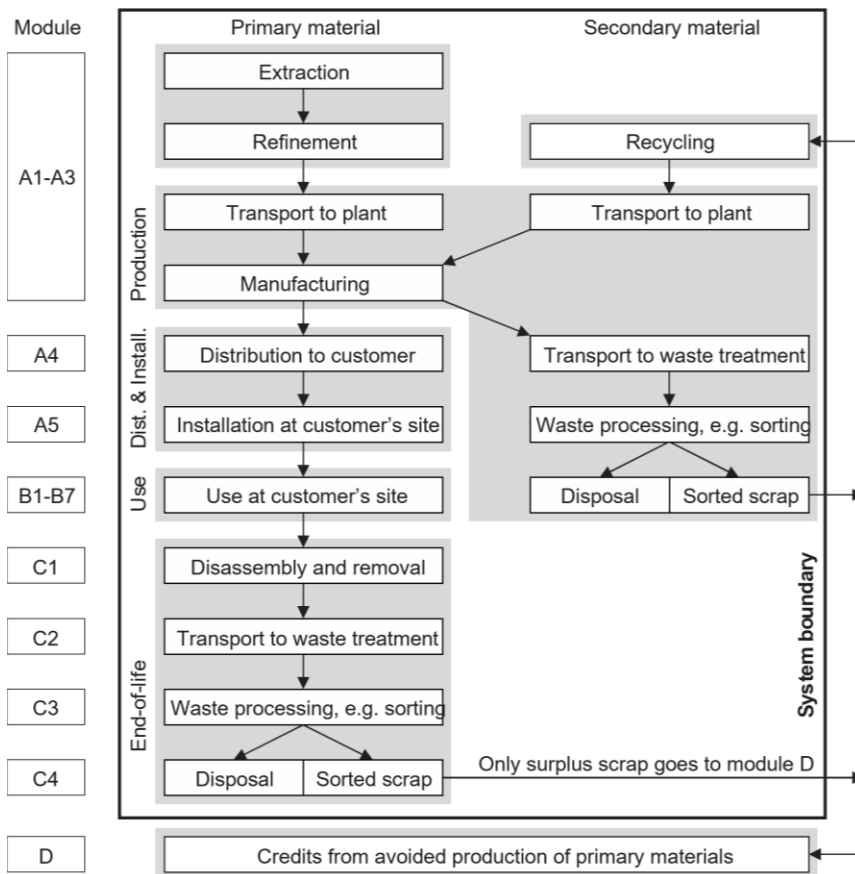 Module
Primary material
Secondary material
Extraction
Refinement
Recycling
A1-A3
Transport to plant
Transport to plant
Manufacturing
Production
A4
Distribution to customer
Transport to waste treatment
A5
Installation at customer's site
Waste processing, e.g. sorting
Dist. & Install.
B1-B7
Use at customer's site
Disposal
Sorted scrap
Use
C1
Disassembly and removal
C2
Transport to waste treatment
C3
Waste processing, e.g. sorting
End-of-life
System boundary
C4
Disposal
Sorted scrap
Only surplus scrap goes to module D
D
Credits from avoided production of primary materials